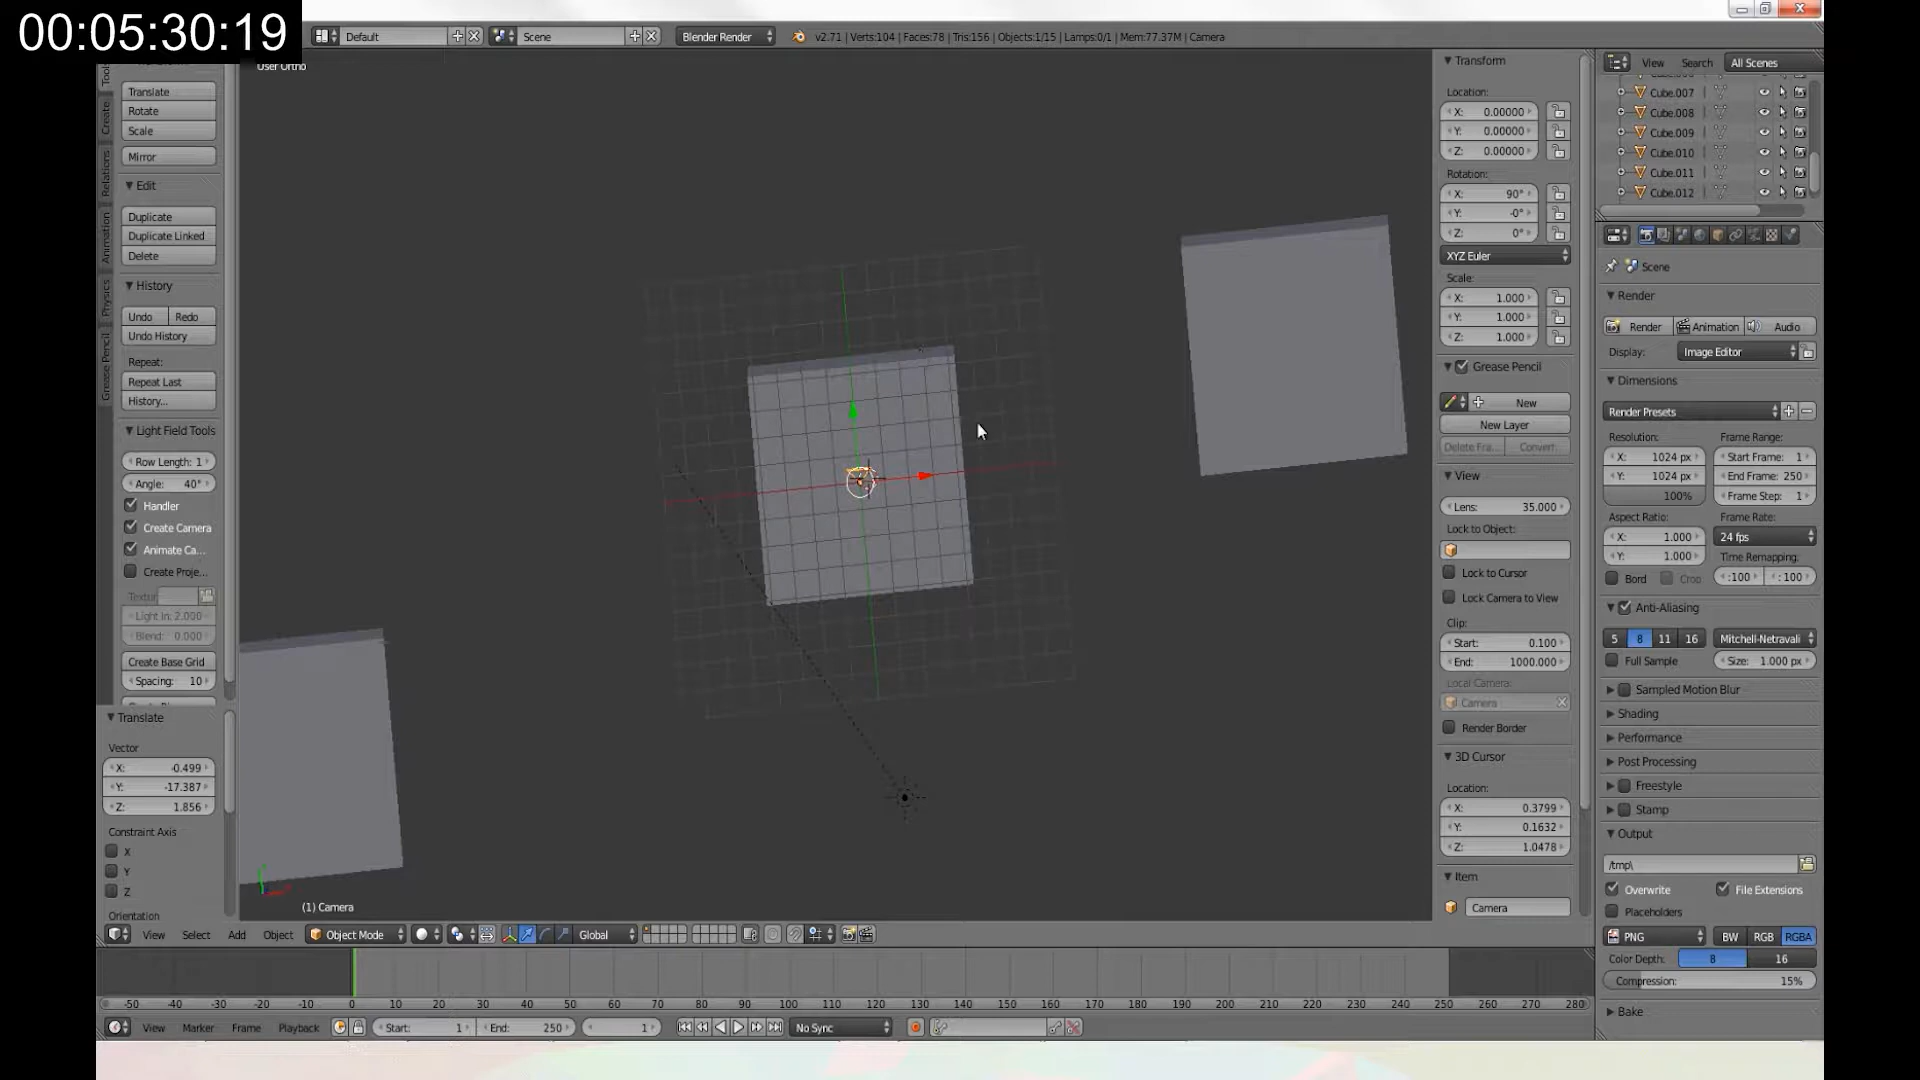 00:05:30:19
Default
Scene
Blender Render
v2.71 | Verts:104 | Faces:78 | Tris:156 | Objects:1/15 | Lamps:0/1 | Mem:77.37M | Camera
User Ortho
Tools
Create
Relations
Animation
Physics
Grease Pencil
Translate
Rotate
Scale
Mirror
Edit
Duplicate
Duplicate Linked
Delete
History
Undo
Redo
Undo History
Repeat:
Repeat Last
History...
Light Field Tools
Row Length: 1
Angle: 40°
Handler
Create Camera
Animate Ca...
Create Proje...
Textur
Light in: 2.000
Blend: 0.000
Create Base Grid
Spacing: 10
Translate
Vector
X: -0.499
Y: -17.387
Z: 1.856
Constraint Axis
X
Y
Z
Orientation
(1) Camera
Transform
Location:
X: 0.00000
Y: 0.00000
Z: 0.00000
Rotation:
X: 90°
Y: -0°
Z: 0°
XYZ Euler
Scale:
X: 1.000
Y: 1.000
Z: 1.000
Grease Pencil
New
New Layer
Delete Fra...
Convert
View
Lens: 35.000
Lock to Object:
Lock to Cursor
Lock Camera to View
Clip:
Start: 0.100
End: 1000.000
Local Camera:
Camera
Render Border
3D Cursor
Location:
X: 0.3799
Y: 0.1632
Z: 1.0478
Item
Camera
View
Search
All Scenes
Cube.007
Cube.008
Cube.009
Cube.010
Cube.011
Cube.012
Scene
Render
Render
Animation
Audio
Display:
Image Editor
Dimensions
Render Presets
Resolution:
Frame Range:
X: 1024 px
Start Frame: 1
Y: 1024 px
End Frame: 250
100%
Frame Step: 1
Aspect Ratio:
Frame Rate:
X: 1.000
24 fps
Y: 1.000
Time Remapping:
Bord
Crop
:100
:100
Anti-Aliasing
5
8
11
16
Mitchell-Netravali
Full Sample
Size: 1.000 px
Sampled Motion Blur
Shading
Performance
Post Processing
Freestyle
Stamp
Output
/tmp\
Overwrite
File Extensions
Placeholders
PNG
BW
RGB
RGBA
Color Depth:
8
16
Compression: 15%
Bake
View
Select
Add
Object
Object Mode
Global
-50 -40 -30 -20 -10 0 10 20 30 40 50 60 70 80 90 100 110 120 130 140 150 160 170 180 190 200 210 220 230 240 250 260 270 280
View
Marker
Frame
Playback
Start: 1
End: 250
1
No Sync